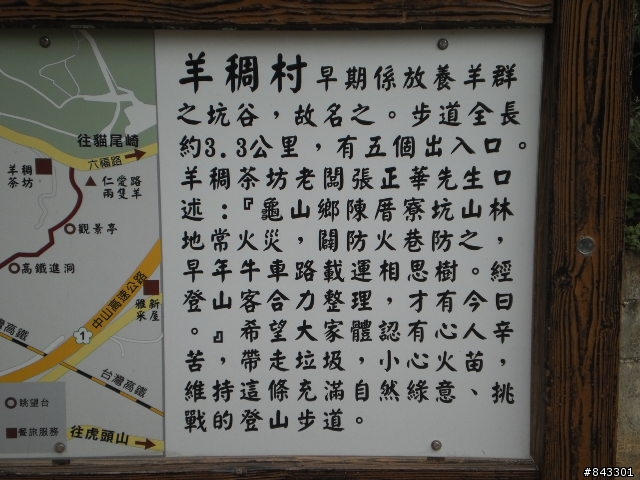 羊稠村早期係放養羊群
之坑谷，故名之。步道全長
約3.3公里，有五個出入口。
羊稠茶坊老闆張正華先生口
述：『龜山鄉陳厝寮坑山林
地常火災，闢防火巷防之，
早年牛車路載運相思樹。經
登山客合力整理，才有今日
。』希望大家體認有心人辛
苦，帶走垃圾，小心火苗，
維持這條充滿自然綠意、挑
戰的登山步道。
往貓尾崎
六福路
羊稠
茶坊
仁愛路
兩隻羊
觀景亭
高鐵進洞
中山高速公路
1
雅新
采屋
灣高鐵
台灣高鐵
眺望台
餐旅服務
往虎頭山
#843301